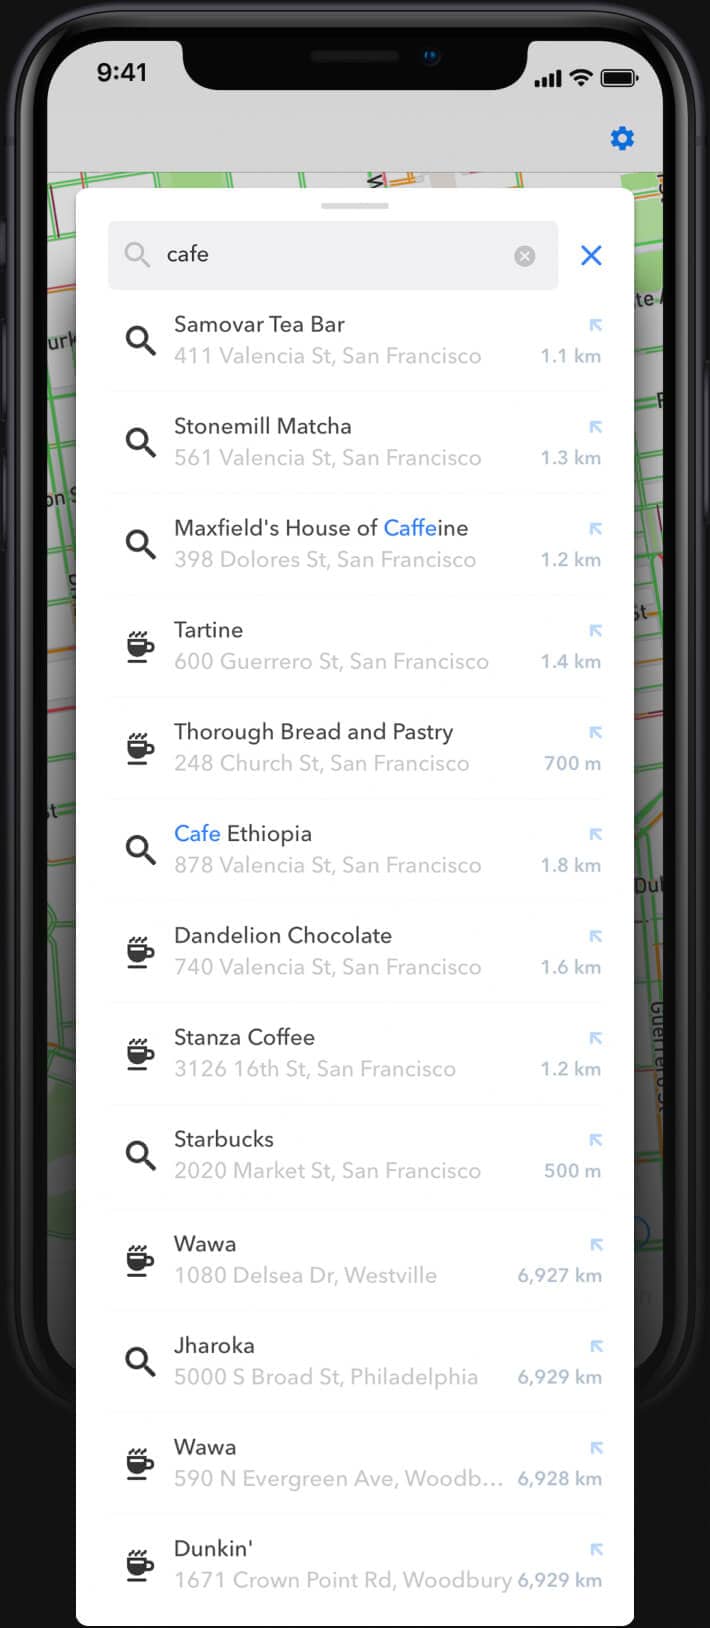 9:41
cafe
Samovar Tea Bar
411 Valencia St, San Francisco 1.1 km
Stonemill Matcha
561 Valencia St, San Francisco 1.3 km
Maxfield's House of Caffeine
398 Dolores St, San Francisco 1.2 km
Tartine
600 Guerrero St, San Francisco 1.4 km
Thorough Bread and Pastry
248 Church St, San Francisco 700 m
Cafe Ethiopia
878 Valencia St, San Francisco 1.8 km
Dandelion Chocolate
740 Valencia St, San Francisco 1.6 km
Stanza Coffee
3126 16th St, San Francisco 1.2 km
Starbucks
2020 Market St, San Francisco 500 m
Wawa
1080 Delsea Dr, Westville 6,927 km
Jharoka
5000 S Broad St, Philadelphia 6,929 km
Wawa
590 N Evergreen Ave, Woodb... 6,928 km
Dunkin'
1671 Crown Point Rd, Woodbury 6,929 km